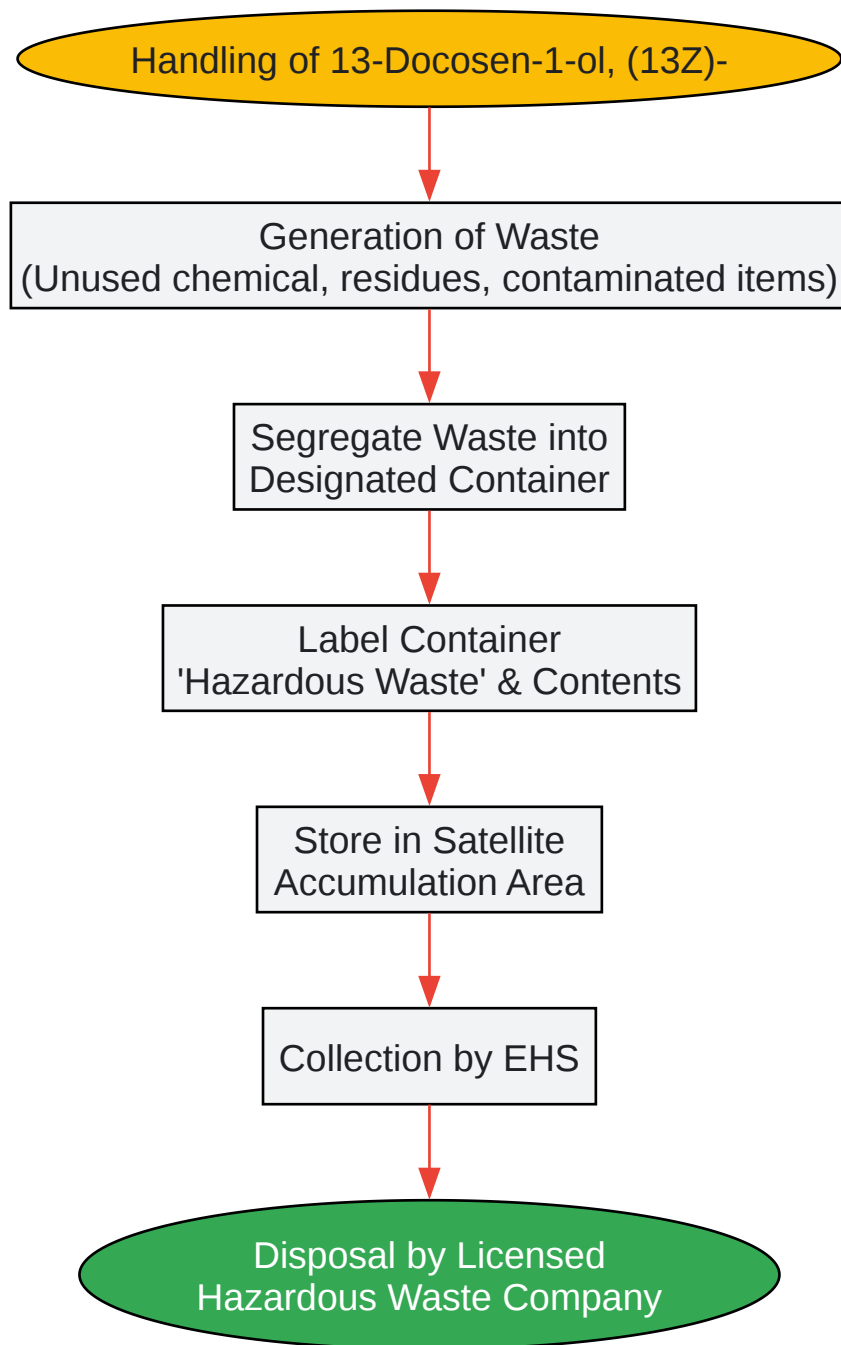 Handling of 13-Docosen-1-ol, (13Z)-
Generation of Waste
(Unused chemical, residues, contaminated items)
Segregate Waste into
Designated Container
Label Container
'Hazardous Waste' & Contents
Store in Satellite
Accumulation Area
Collection by EHS
Disposal by Licensed
Hazardous Waste Company